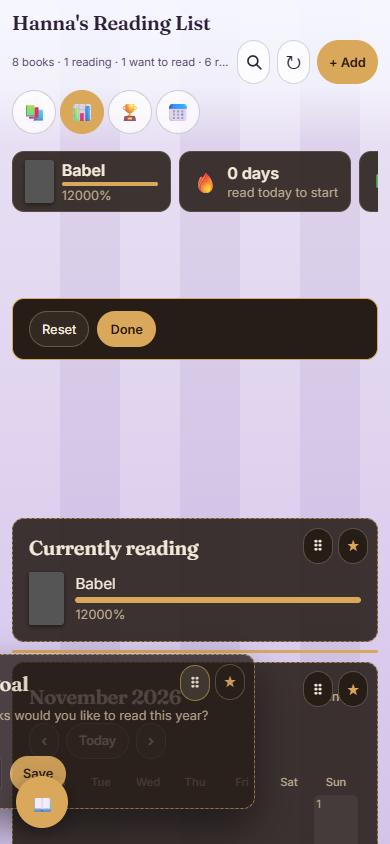 Hanna's Reading List
8 books · 1 reading · 1 want to read · 6 r...
+ Add
Babel
12000%
0 days
read today to start
Reset
Done
Currently reading
Babel
12000%
oal
November 2026
ks would you like to read this year?
Today
Save
Tue Wed Thu Fri Sat Sun
1